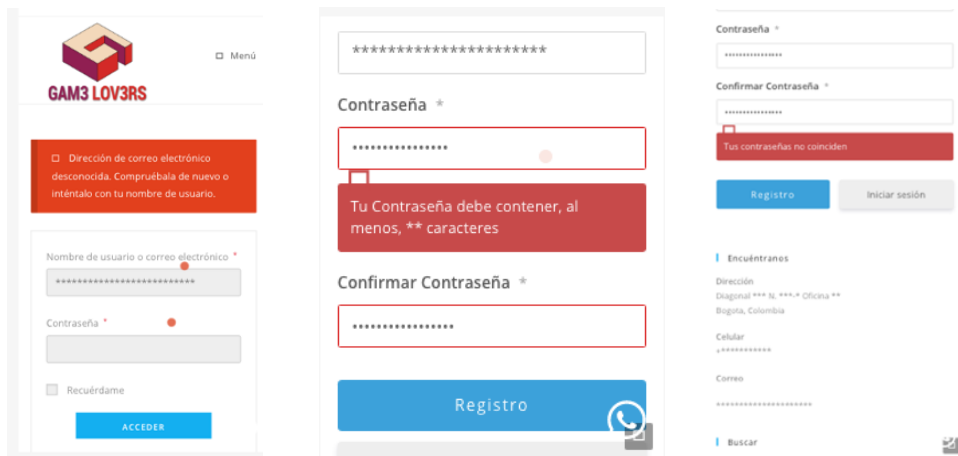 Menú
GAM3 LOV3RS
Dirección de correo electrónico
desconocida. Compruébala de nuevo o
inténtalo con tu nombre de usuario.
Nombre de usuario o correo electrónico *
***************************
Contraseña *
Recuérdame
ACCEDER
**********************
Contraseña *
••••••••••••••••
Tu Contraseña debe contener, al
menos, ** caracteres
Confirmar Contraseña *
•••••••••••••••••
Registro
Contraseña *
••••••••••••••••
Confirmar Contraseña *
••••••••••••••••
Tus contraseñas no coinciden
Registro
Iniciar sesión
Encuéntranos
Dirección
Diagonal *** N. ***-* Oficina **
Bogota, Colombia
Celular
+***********
Correo
**********************
Buscar